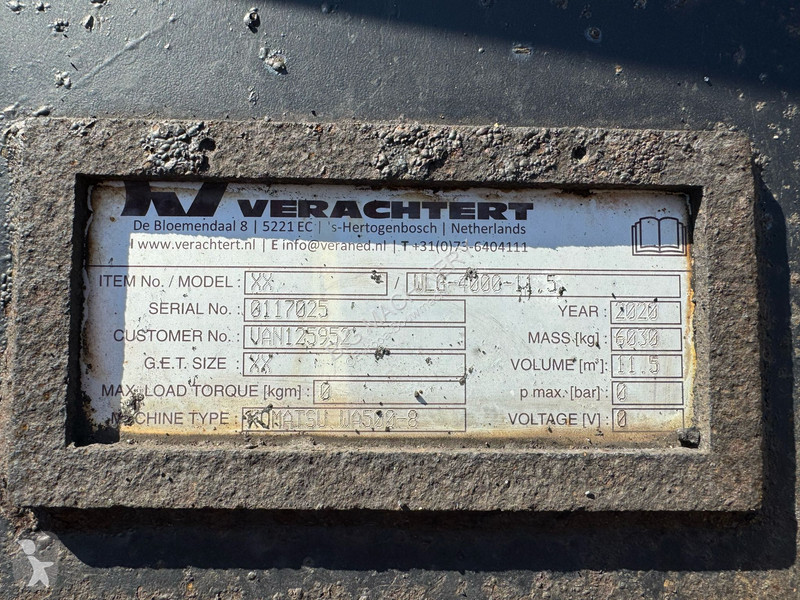 VERACHTERT
De Bloemendaal 8 | 5221 EC | 's-Hertogenbosch | Netherlands
I www.verachtert.nl | E info@veraned.nl | T +31(0)73-6404111
ITEM No. / MODEL : XX / WLG-4000-11.5
SERIAL No. : 0117025 YEAR : 2020
CUSTOMER No. : VAN125952 MASS [kg] : 6030
G.E.T. SIZE : XX VOLUME [m³] : 11.5
MAX. LOAD TORQUE [kgm] : 0 p max. [bar] : 0
MACHINE TYPE : KOMATSU WA500-8 VOLTAGE [V] : 0